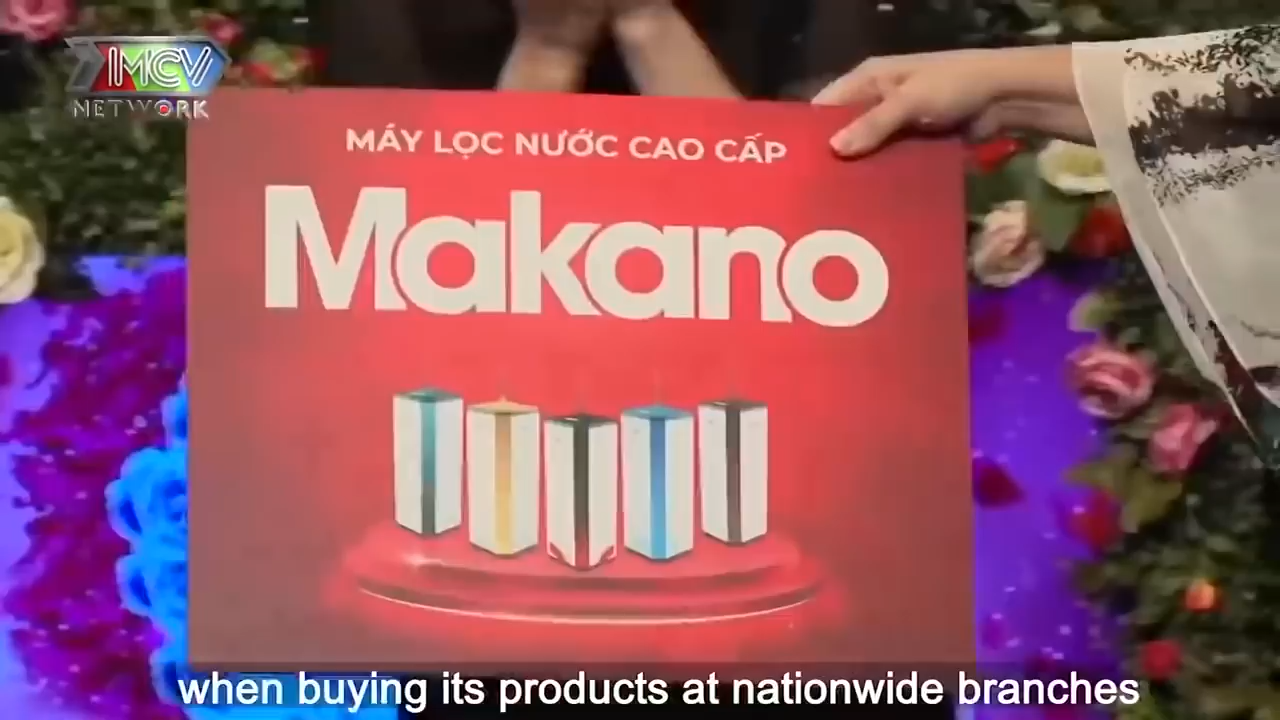 MCV
NETWORK
MÁY LỌC NƯỚC CAO CẤP
Makano
when buying its products at nationwide branches